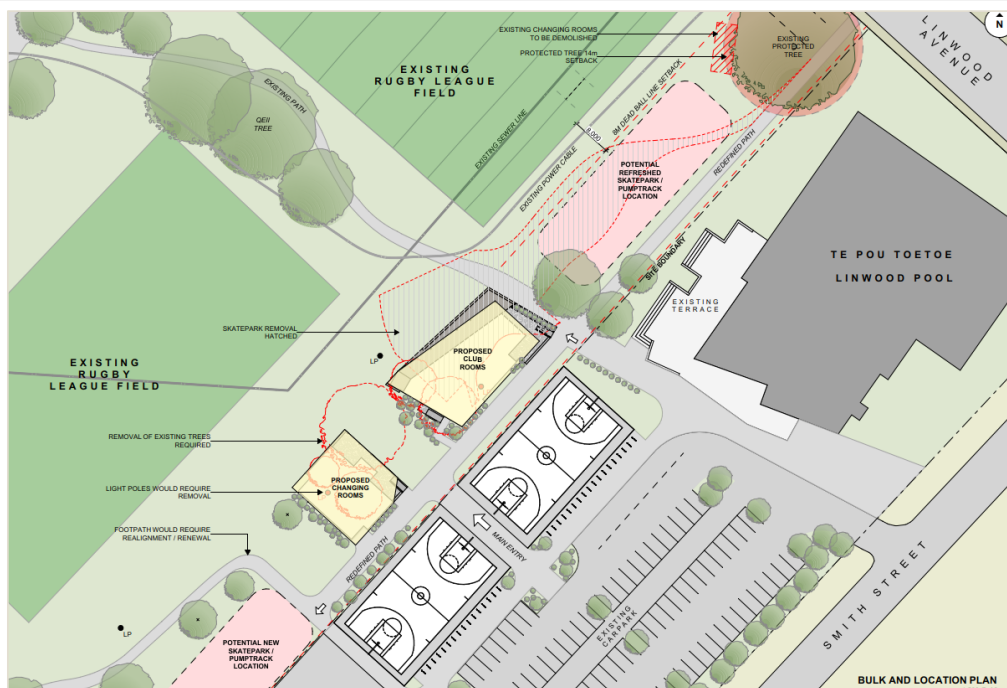 N
LINWOOD
AVENUE
EXISTING CHANGING ROOMS
TO BE DEMOLISHED
PROTECTED TREE 14m
SETBACK
EXISTING
PROTECTED
TREE
EXISTING
RUGBY LEAGUE
FIELD
EXISTING PATH
QEII
TREE
EXISTING SEWER LINE
8M DEAD BALL LINE SETBACK
8,000
EXISTING POWER CABLE
POTENTIAL
REFRESHED
SKATEPARK /
PUMPTRACK
LOCATION
REDEFINED PATH
SITE BOUNDARY
TE POU TOETOE
LINWOOD POOL
EXISTING
TERRACE
SKATEPARK REMOVAL
HATCHED
LP
PROPOSED
CLUB
ROOMS
EXISTING
RUGBY
LEAGUE FIELD
REMOVAL OF EXISTING TREES
REQUIRED
LIGHT POLES WOULD REQUIRE
REMOVAL
PROPOSED
CHANGING
ROOMS
FOOTPATH WOULD REQUIRE
REALIGNMENT / RENEWAL
REDEFINED PATH
MAIN ENTRY
EXISTING
CARPARK
SMITH STREET
LP
POTENTIAL NEW
SKATEPARK /
PUMPTRACK
LOCATION
BULK AND LOCATION PLAN